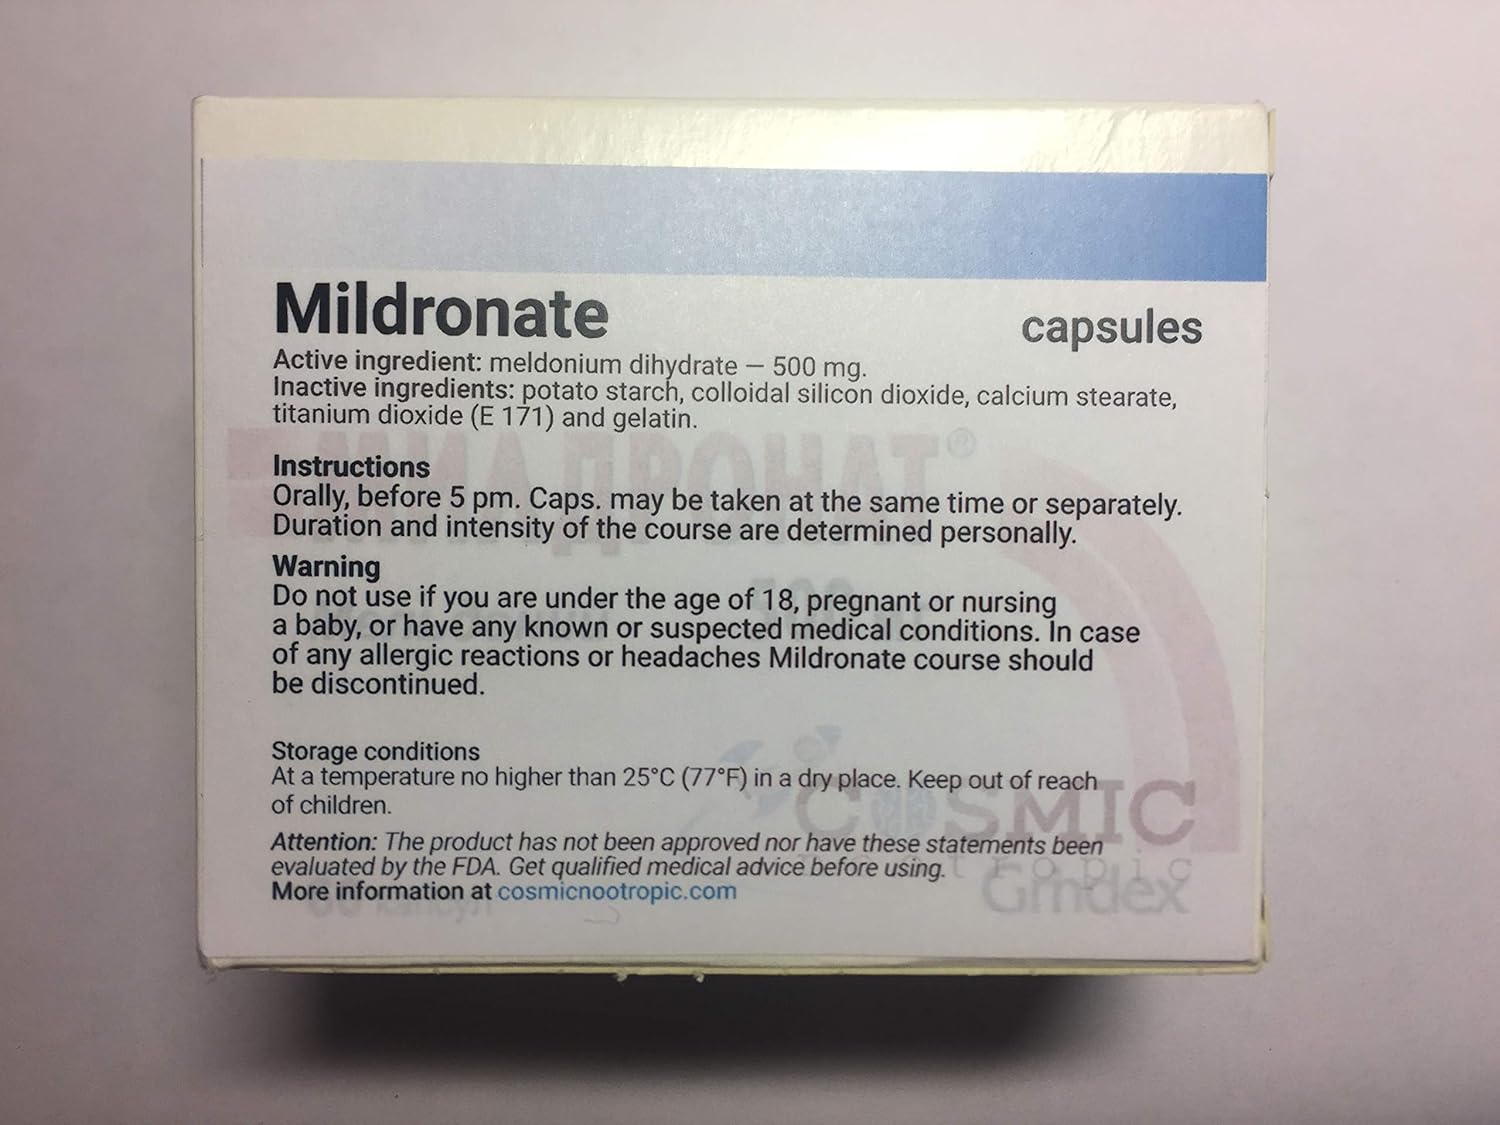 Mildronate
capsules
Active ingredient: meldonium dihydrate – 500 mg.
Inactive ingredients: potato starch, colloidal silicon dioxide, calcium stearate,
titanium dioxide (E 171) and gelatin.
МИЛДРОНАТ®
Instructions
Orally, before 5 pm. Caps. may be taken at the same time or separately.
Duration and intensity of the course are determined personally.
Warning
Do not use if you are under the age of 18, pregnant or nursing
a baby, or have any known or suspected medical conditions. In case
of any allergic reactions or headaches Mildronate course should
be discontinued.
Storage conditions
At a temperature no higher than 25°C (77°F) in a dry place. Keep out of reach
of children.
COSMIC
nootropic
Attention: The product has not been approved nor have these statements been
evaluated by the FDA. Get qualified medical advice before using.
More information at cosmicnootropic.com
Grindex